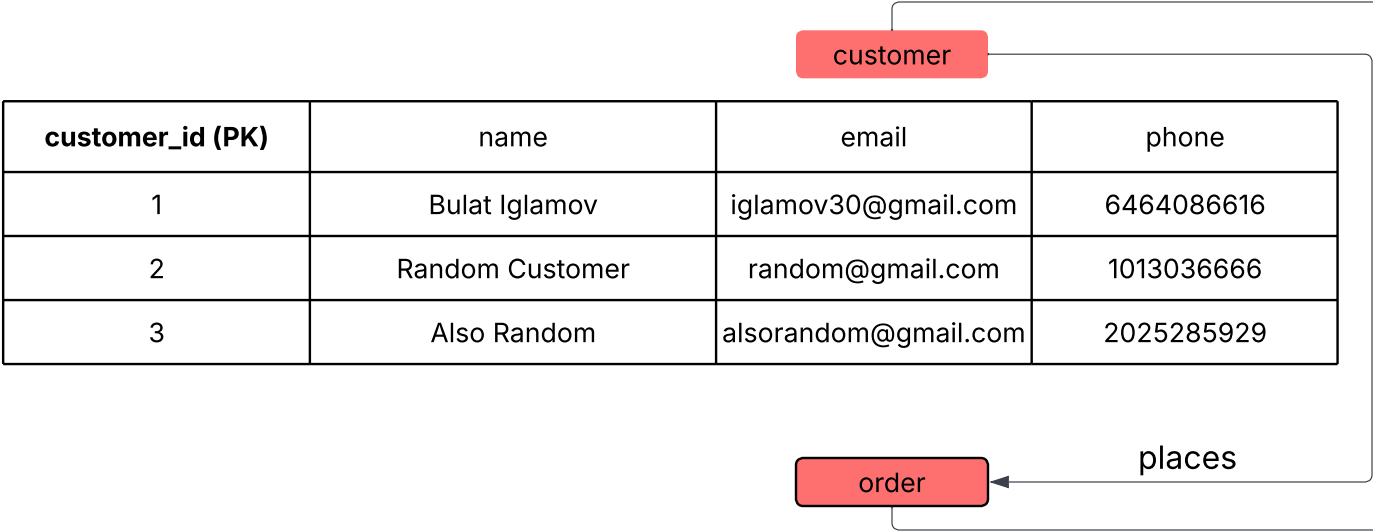 customer
customer_id (PK) name email phone
1 Bulat Iglamov iglamov30@gmail.com 6464086616
2 Random Customer random@gmail.com 1013036666
3 Also Random alsorandom@gmail.com 2025285929
places
order